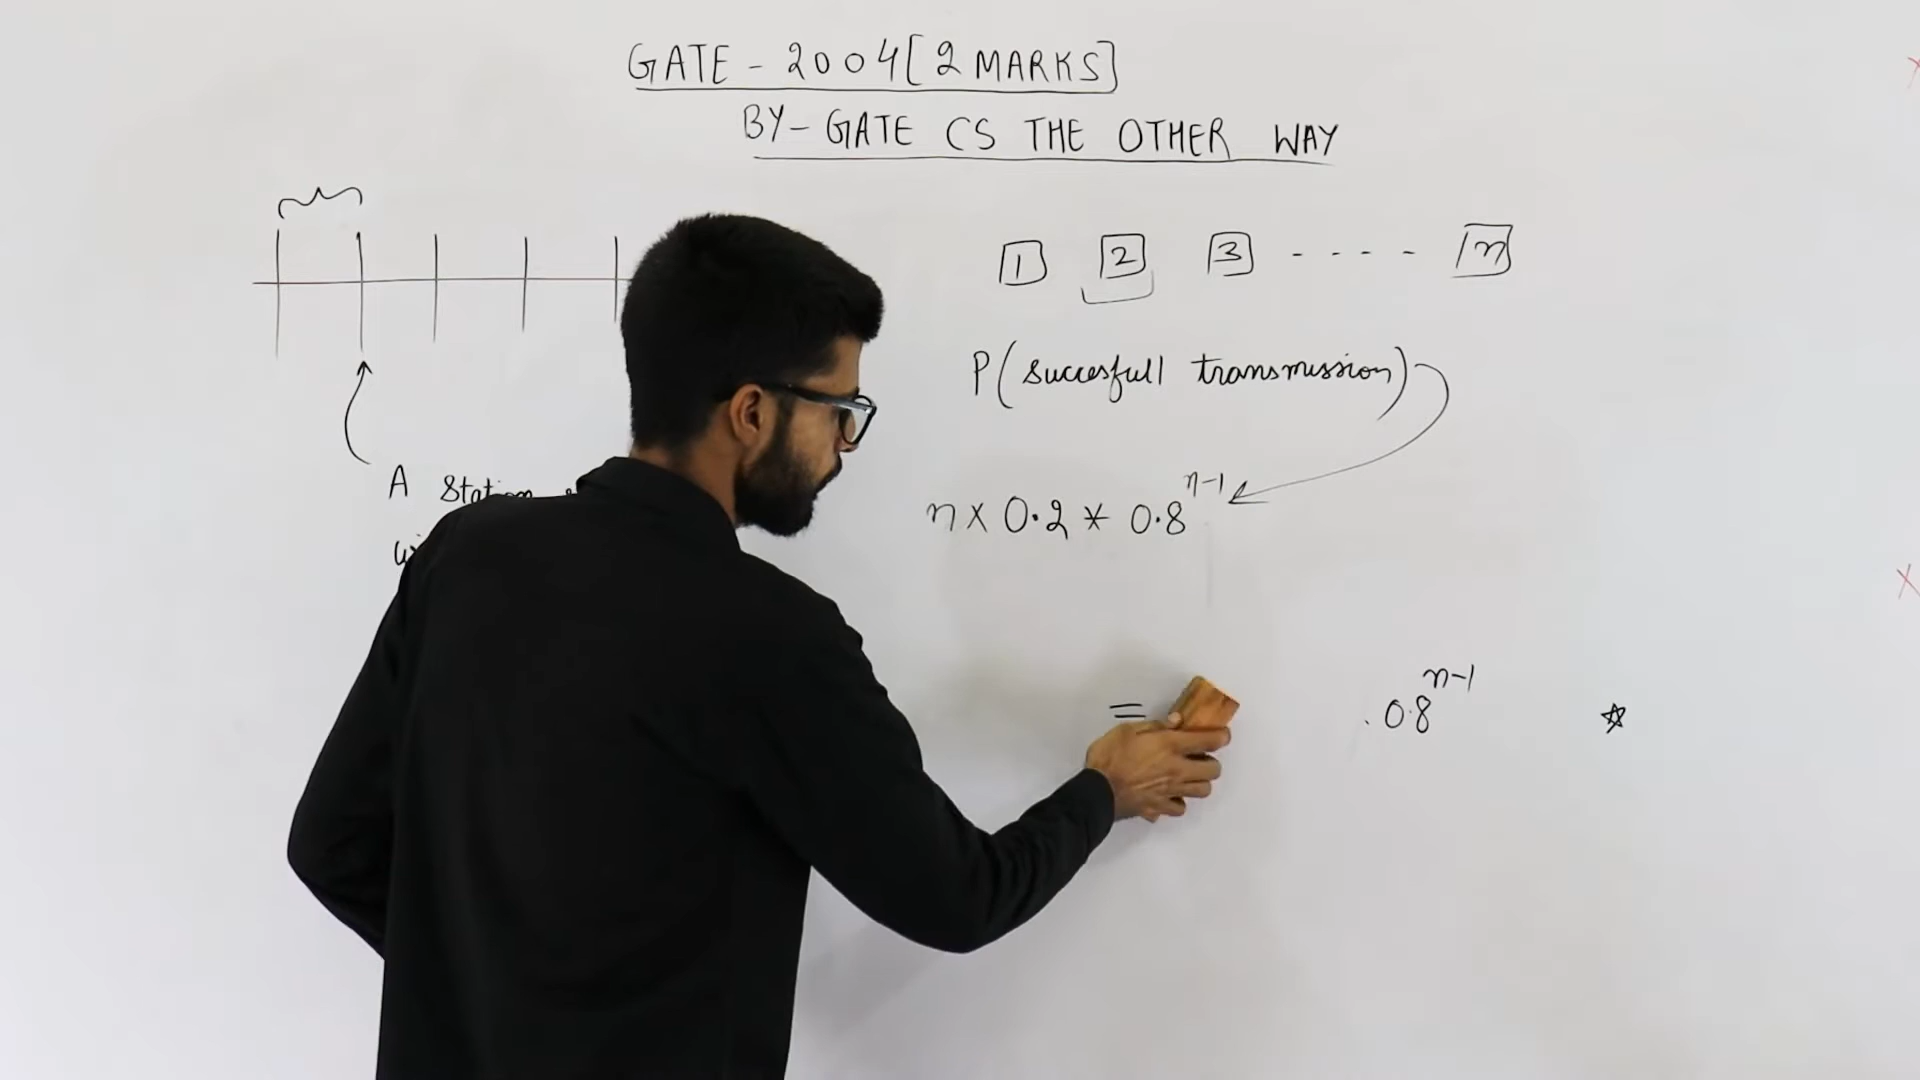 GATE - 2004 [2 MARKS]
BY - GATE CS THE OTHER WAY
1 2 3 - - - - n
P(succesfull transmission)
A
n × 0.2 * 0.8^{n-1}
= . 0.8^{n-1} *